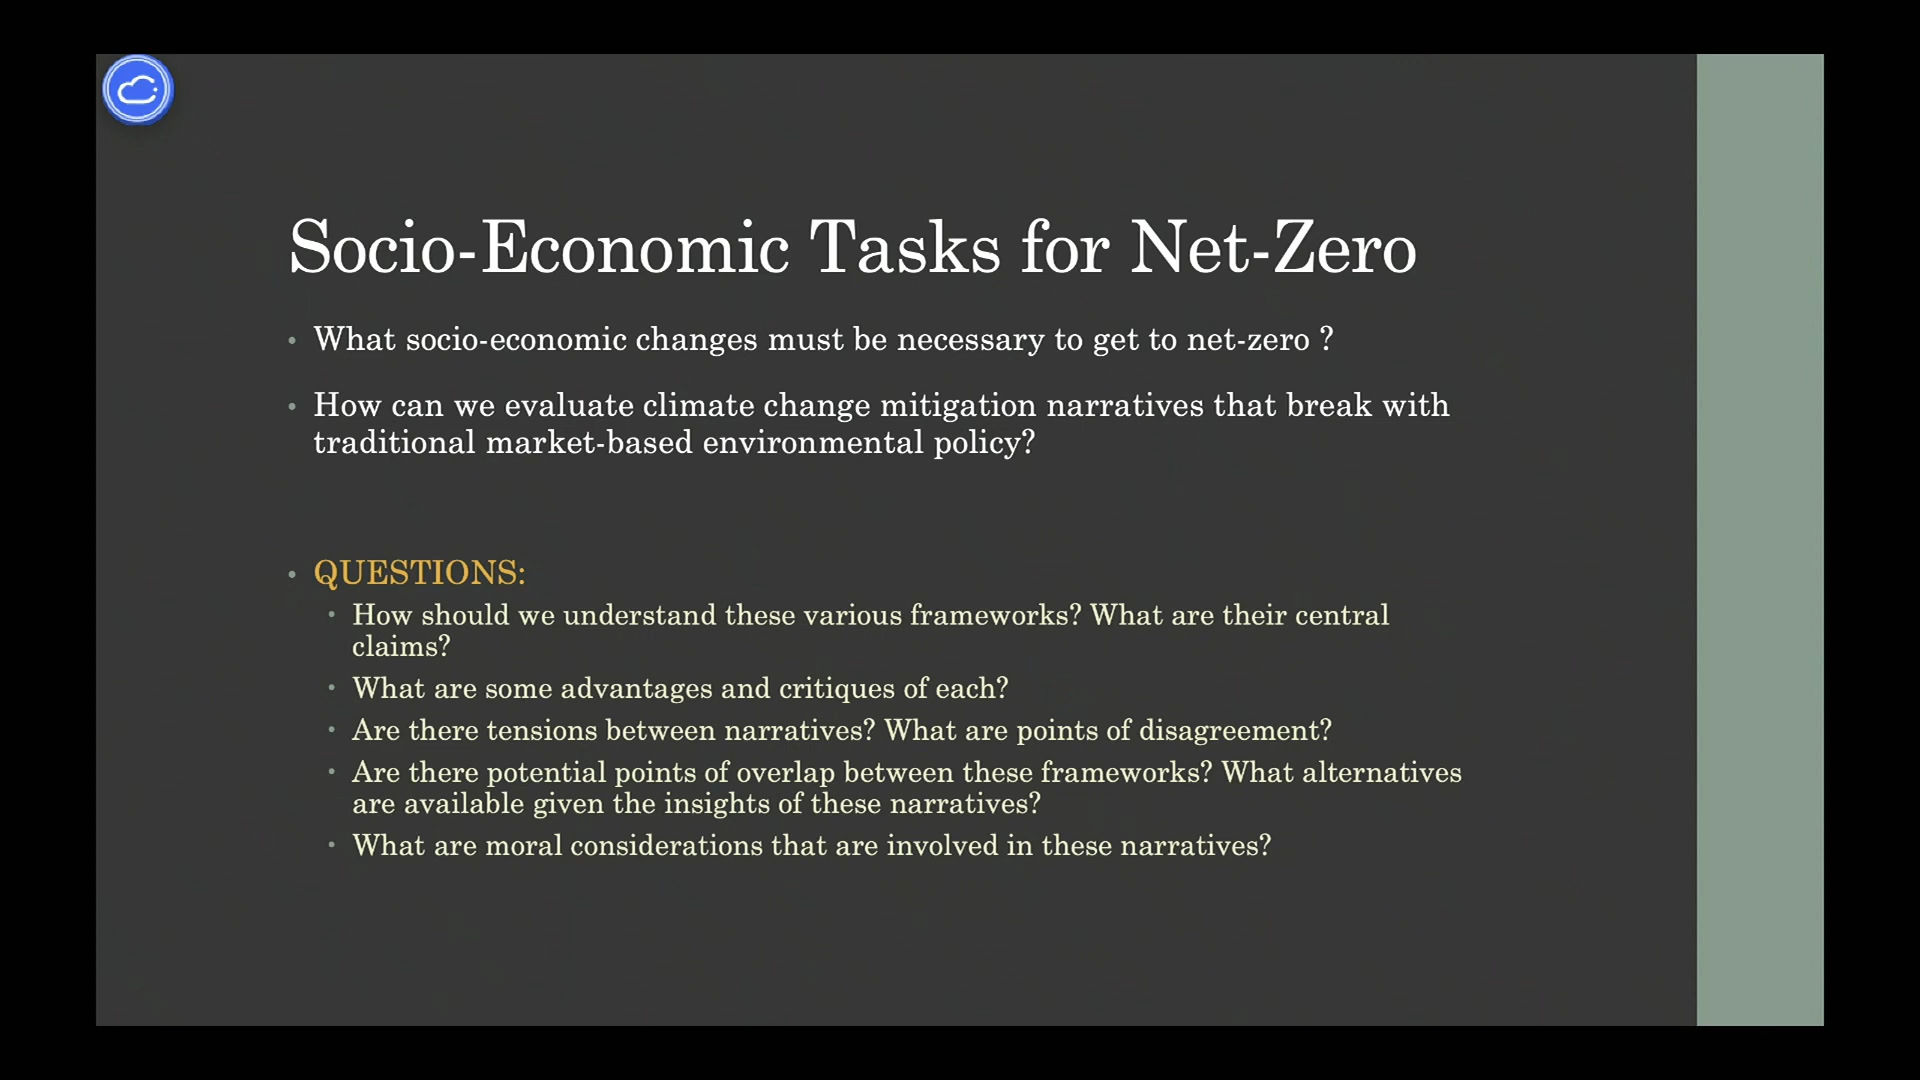 Socio-Economic Tasks for Net-Zero
• What socio-economic changes must be necessary to get to net-zero ?
• How can we evaluate climate change mitigation narratives that break with
traditional market-based environmental policy?
• QUESTIONS:
• How should we understand these various frameworks? What are their central
claims?
• What are some advantages and critiques of each?
• Are there tensions between narratives? What are points of disagreement?
• Are there potential points of overlap between these frameworks? What alternatives
are available given the insights of these narratives?
• What are moral considerations that are involved in these narratives?